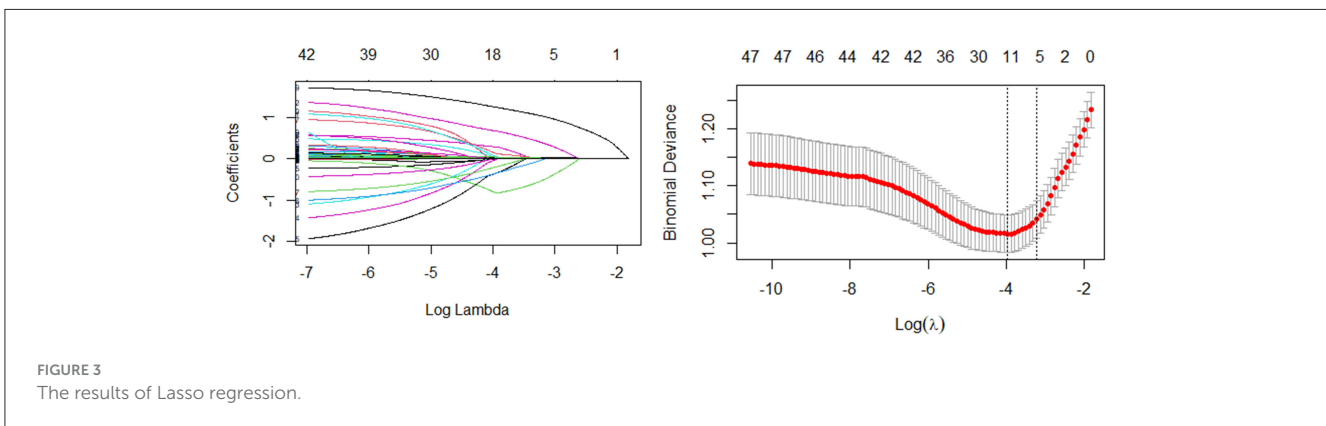 42 39 30 18 5 1
Coefficients
1
0
-1
-2
-7 -6 -5 -4 -3 -2
Log Lambda
47 47 46 44 42 42 36 30 11 5 2 0
Binomial Deviance
1.20
1.10
1.00
-10 -8 -6 -4 -2
Log(λ)
FIGURE 3
The results of Lasso regression.